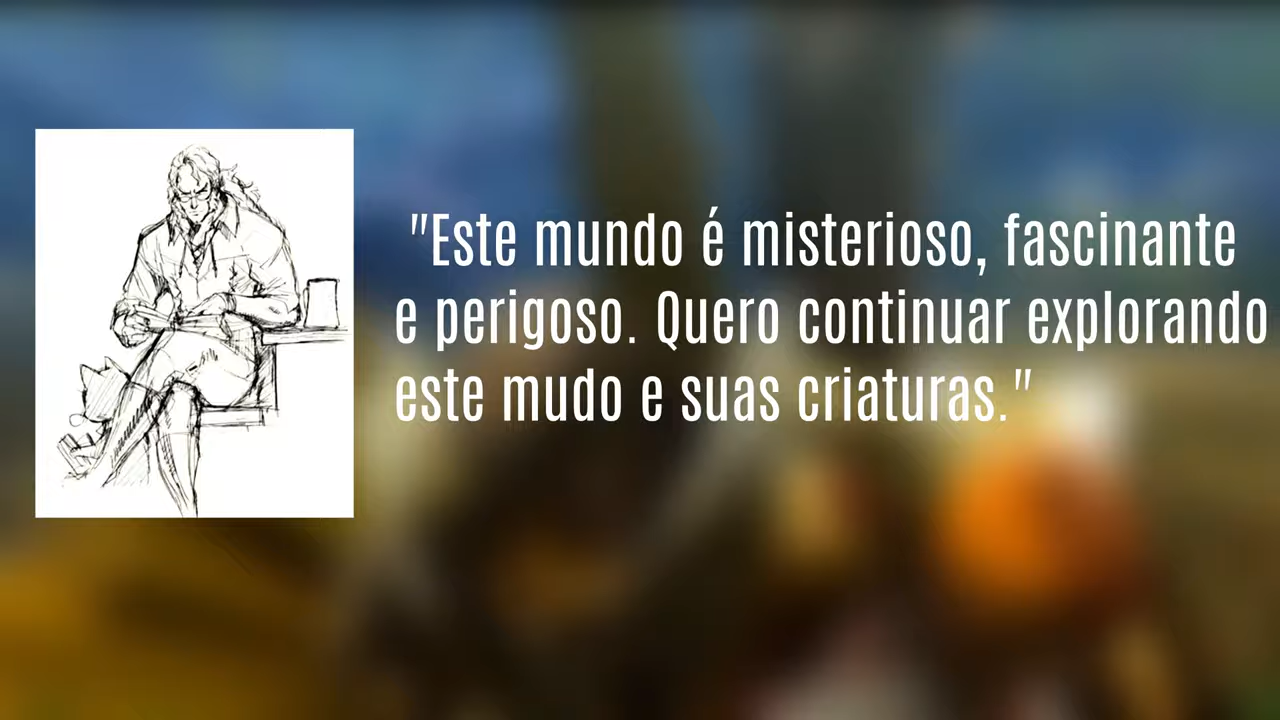 "Este mundo é misterioso, fascinante
e perigoso. Quero continuar explorando
este mudo e suas criaturas."